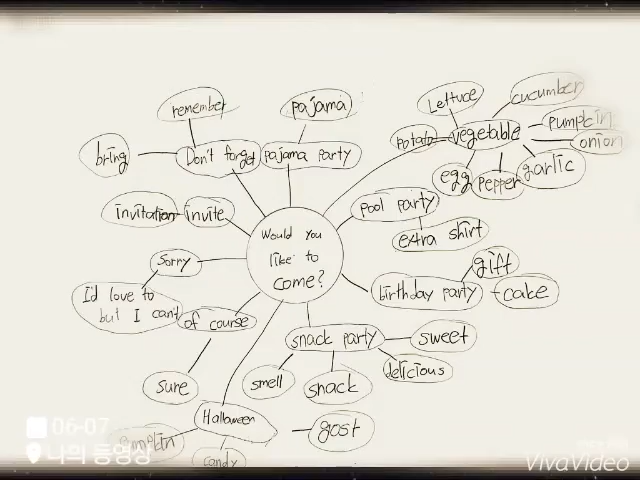 remember
pajama
Lettuce
cucumber
potato
vegetable
pumpcin
onion
bring
Don't forget
pajama party
egg
pepper
garlic
invitation
invite
Would you
like to
come?
pool party
extra shirt
Sorry
gift
birthday party
cake
I'd love to
but I can't
of course
snack party
sweet
sure
smell
snack
delicious
Halloween
gost
candy
06-07
나의 동영상
VivaVideo